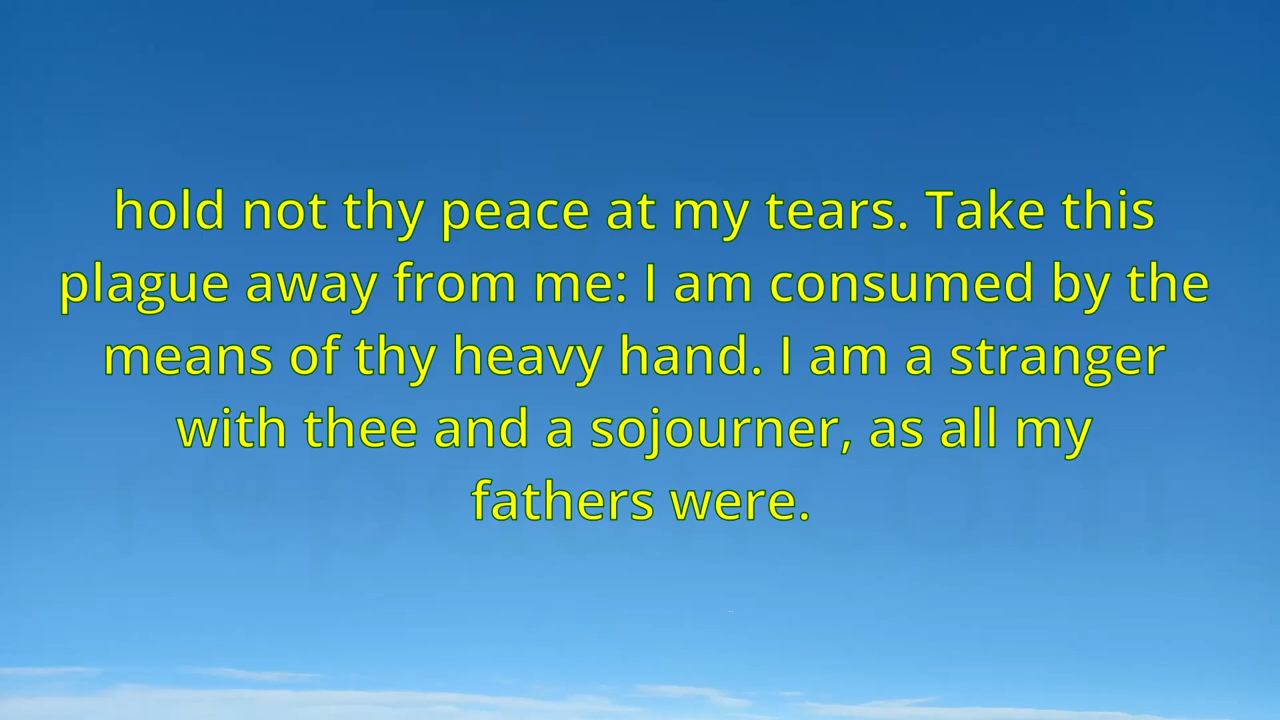 hold not thy peace at my tears. Take this
plague away from me: I am consumed by the
means of thy heavy hand. I am a stranger
with thee and a sojourner, as all my
fathers were.